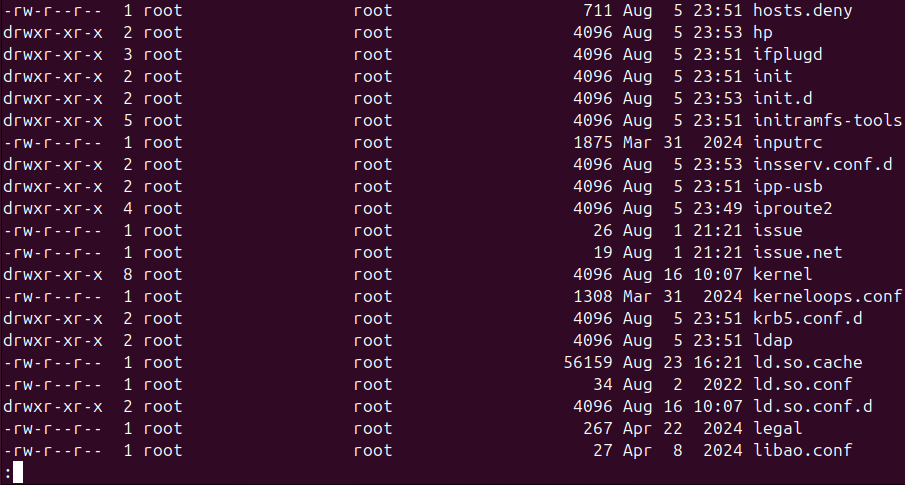 -rw-r--r--  1 root                 root                   711 Aug  5 23:51 hosts.deny
drwxr-xr-x  2 root                 root                  4096 Aug  5 23:53 hp
drwxr-xr-x  3 root                 root                  4096 Aug  5 23:51 ifplugd
drwxr-xr-x  2 root                 root                  4096 Aug  5 23:51 init
drwxr-xr-x  2 root                 root                  4096 Aug  5 23:53 init.d
drwxr-xr-x  5 root                 root                  4096 Aug  5 23:51 initramfs-tools
-rw-r--r--  1 root                 root                  1875 Mar 31  2024 inputrc
drwxr-xr-x  2 root                 root                  4096 Aug  5 23:53 insserv.conf.d
drwxr-xr-x  2 root                 root                  4096 Aug  5 23:51 ipp-usb
drwxr-xr-x  4 root                 root                  4096 Aug  5 23:49 iproute2
-rw-r--r--  1 root                 root                    26 Aug  1 21:21 issue
-rw-r--r--  1 root                 root                    19 Aug  1 21:21 issue.net
drwxr-xr-x  8 root                 root                  4096 Aug 16 10:07 kernel
-rw-r--r--  1 root                 root                  1308 Mar 31  2024 kerneloops.conf
drwxr-xr-x  2 root                 root                  4096 Aug  5 23:51 krb5.conf.d
drwxr-xr-x  2 root                 root                  4096 Aug  5 23:51 ldap
-rw-r--r--  1 root                 root                 56159 Aug 23 16:21 ld.so.cache
-rw-r--r--  1 root                 root                    34 Aug  2  2022 ld.so.conf
drwxr-xr-x  2 root                 root                  4096 Aug 16 10:07 ld.so.conf.d
-rw-r--r--  1 root                 root                   267 Apr 22  2024 legal
-rw-r--r--  1 root                 root                    27 Apr  8  2024 libao.conf
: